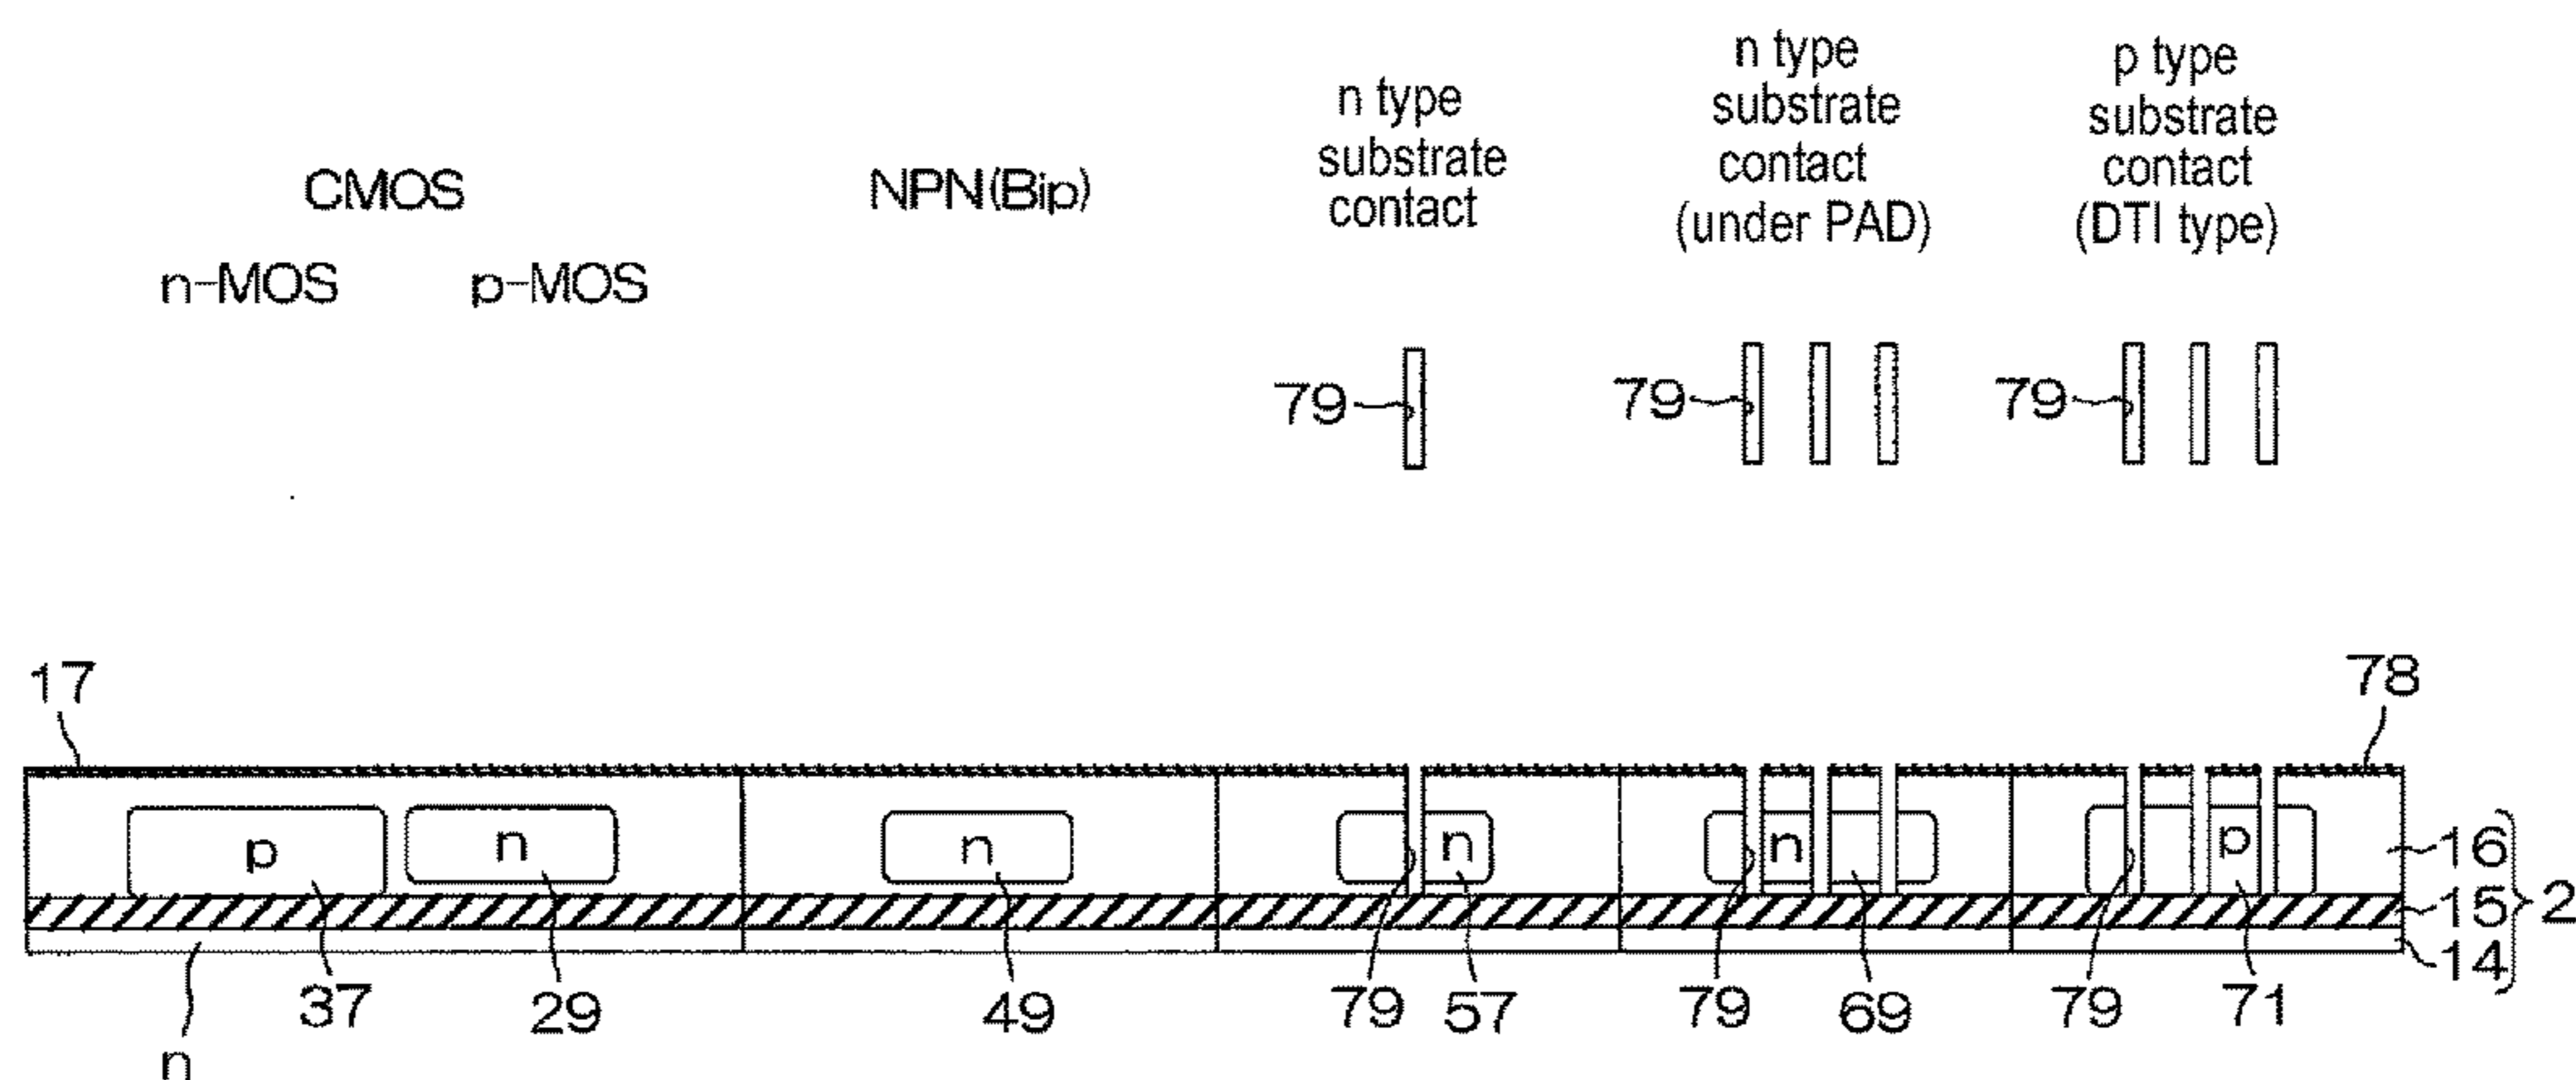 n type
substrate
contact
n type
substrate
contact
(under PAD)
p type
substrate
contact
(DTI type)
CMOS
NPN(Bip)
n-MOS
p-MOS
79
79
79
17
78
p
n
n
n
n
p
16
15
14
2
37
29
49
79
57
79
69
79
71
n